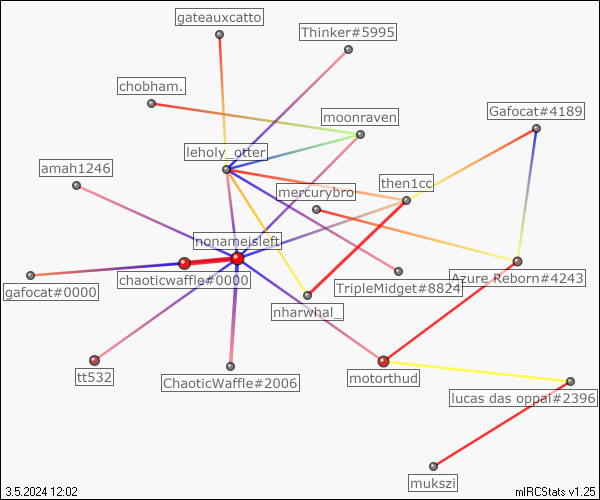 gateauxcatto
Thinker#5995
chobham.
moonraven
Gafocat#4189
leholy_otter
amah1246
then1cc
mercurybro
nonameisleft
chaoticwaffle#0000
Azure Reborn#4243
gafocat#0000
TripleMidget#8824
nharwhal_
tt532
ChaoticWaffle#2006
motorthud
lucas das oppai#2396
mukszi
3.5.2024 12:02
mIRCStats v1.25